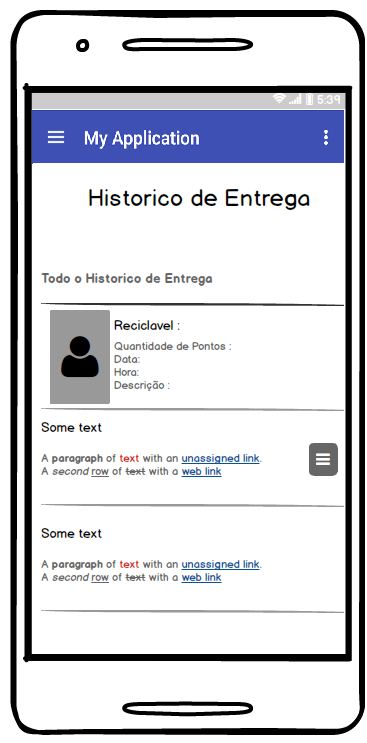 5:39
My Application
Historico de Entrega
Todo o Historico de Entrega
Reciclavel :
Quantidade de Pontos :
Data:
Hora:
Descrição :
Some text
A paragraph of text with an unassigned link.
A second row of text with a web link
Some text
A paragraph of text with an unassigned link.
A second row of text with a web link